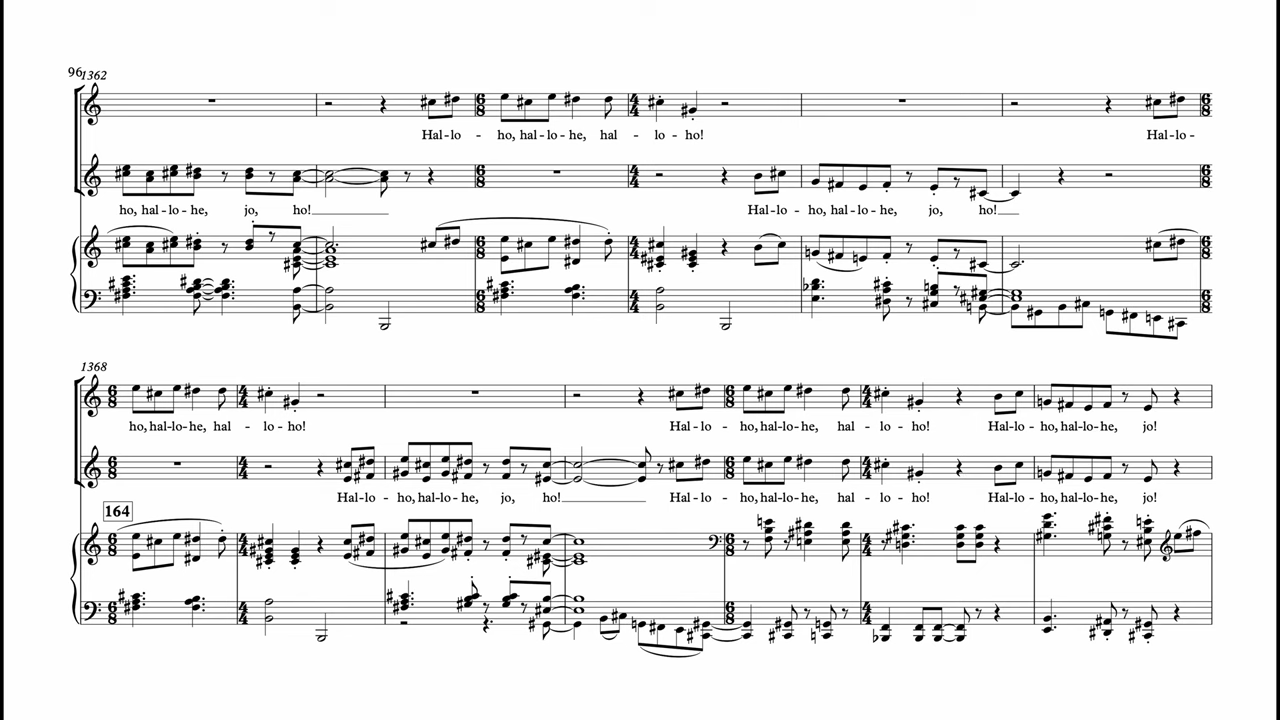 96
1362
Hal-lo - ho, hal-lo-he, hal - lo-ho! Hal-lo-
ho, hal-lo-he, jo, ho! Hal-lo - ho, hal-lo-he, jo, ho!
1368
ho, hal-lo-he, hal - lo-ho! Hal-lo - ho, hal-lo-he, hal - lo-ho! Hal-lo - ho, hal-lo-he, jo!
Hal-lo - ho, hal-lo-he, jo, ho! Hal-lo - ho, hal-lo-he, hal - lo-ho! Hal-lo - ho, hal-lo-he, jo!
164